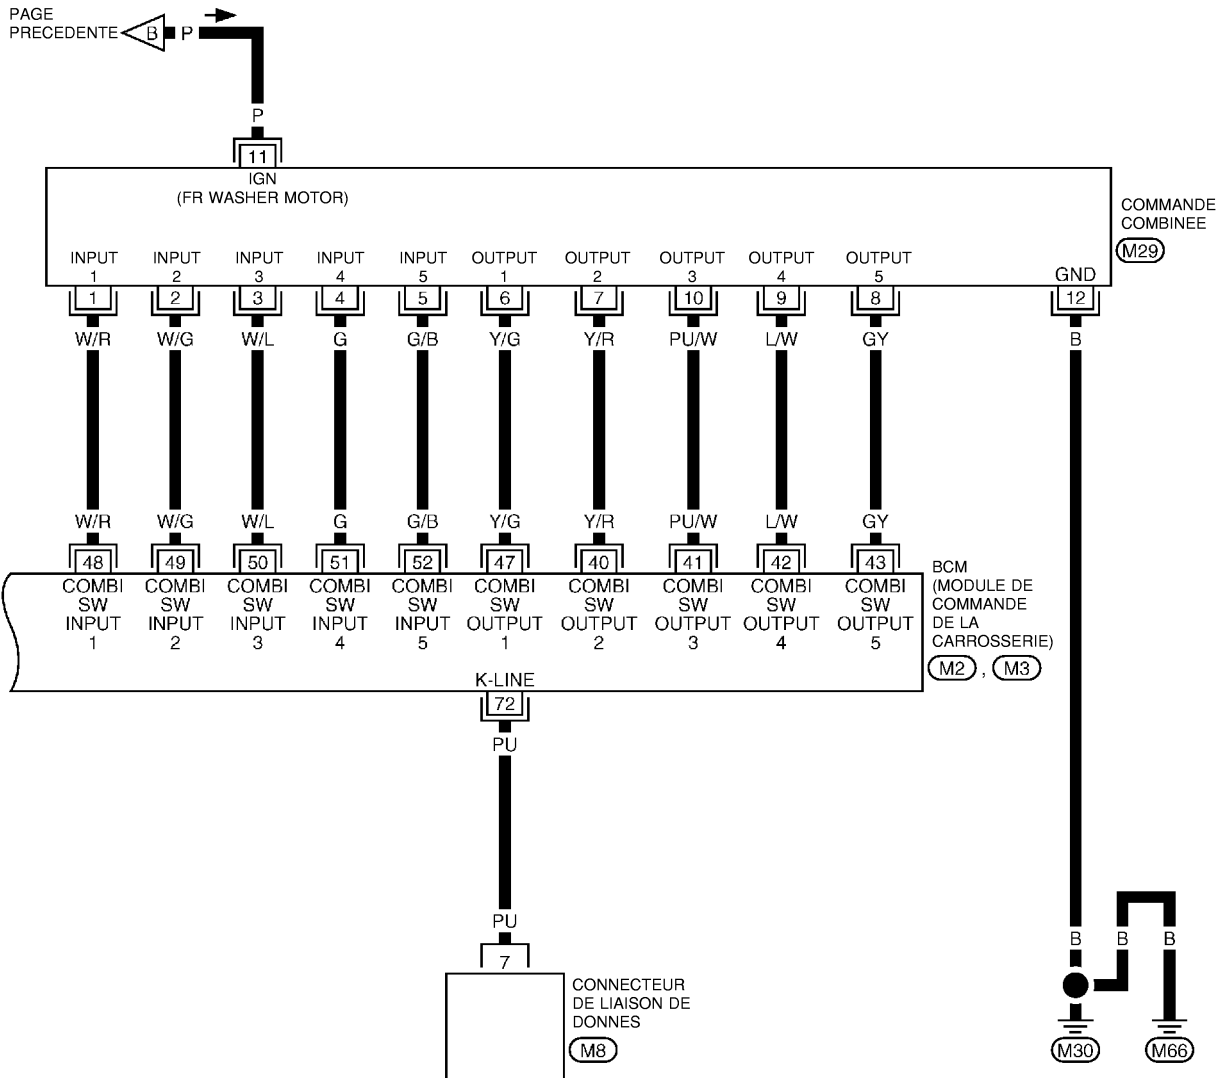 PAGE
PRECEDENTE B P
P
11
IGN
(FR WASHER MOTOR)
COMMANDE
COMBINEE
M29
INPUT INPUT INPUT INPUT INPUT OUTPUT OUTPUT OUTPUT OUTPUT OUTPUT
1 2 3 4 5 1 2 3 4 5 GND
1 2 3 4 5 6 7 10 9 8 12
W/R W/G W/L G G/B Y/G Y/R PU/W L/W GY B
W/R W/G W/L G G/B Y/G Y/R PU/W L/W GY
48 49 50 51 52 47 40 41 42 43
COMBI COMBI COMBI COMBI COMBI COMBI COMBI COMBI COMBI COMBI
SW SW SW SW SW SW SW SW SW SW
INPUT INPUT INPUT INPUT INPUT OUTPUT OUTPUT OUTPUT OUTPUT OUTPUT
1 2 3 4 5 1 2 3 4 5
BCM
(MODULE DE
COMMANDE
DE LA
CARROSSERIE)
M2 , M3
K-LINE
72
PU
PU
7
CONNECTEUR
DE LIAISON DE
DONNES
M8
B B B
M30 M66